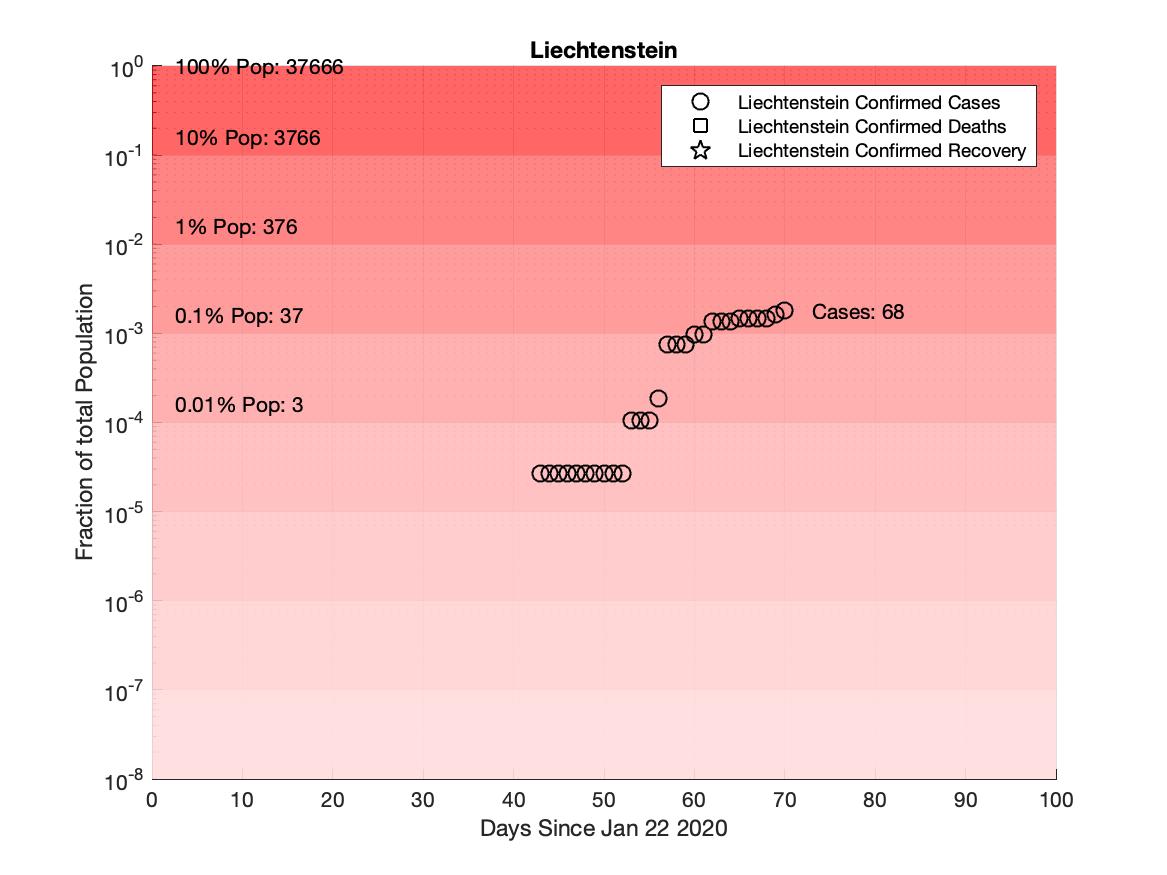 Liechtenstein
10^0
100% Pop: 37666
Liechtenstein Confirmed Cases
Liechtenstein Confirmed Deaths
Liechtenstein Confirmed Recovery
10% Pop: 3766
10^-1
1% Pop: 376
10^-2
0.1% Pop: 37
Cases: 68
10^-3
0.01% Pop: 3
10^-4
10^-5
10^-6
10^-7
10^-8
Fraction of total Population
0 10 20 30 40 50 60 70 80 90 100
Days Since Jan 22 2020